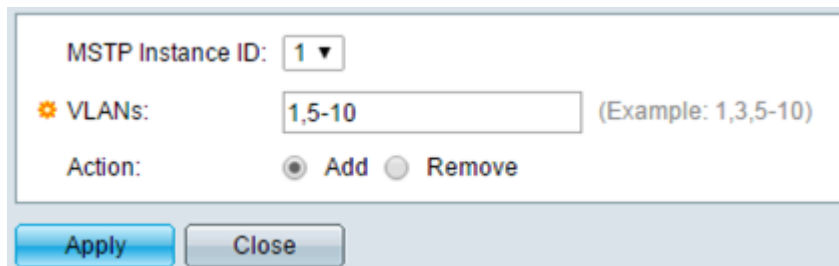 MSTP Instance ID: 1
VLANs: 1,5-10 (Example: 1,3,5-10)
Action: Add Remove
Apply Close